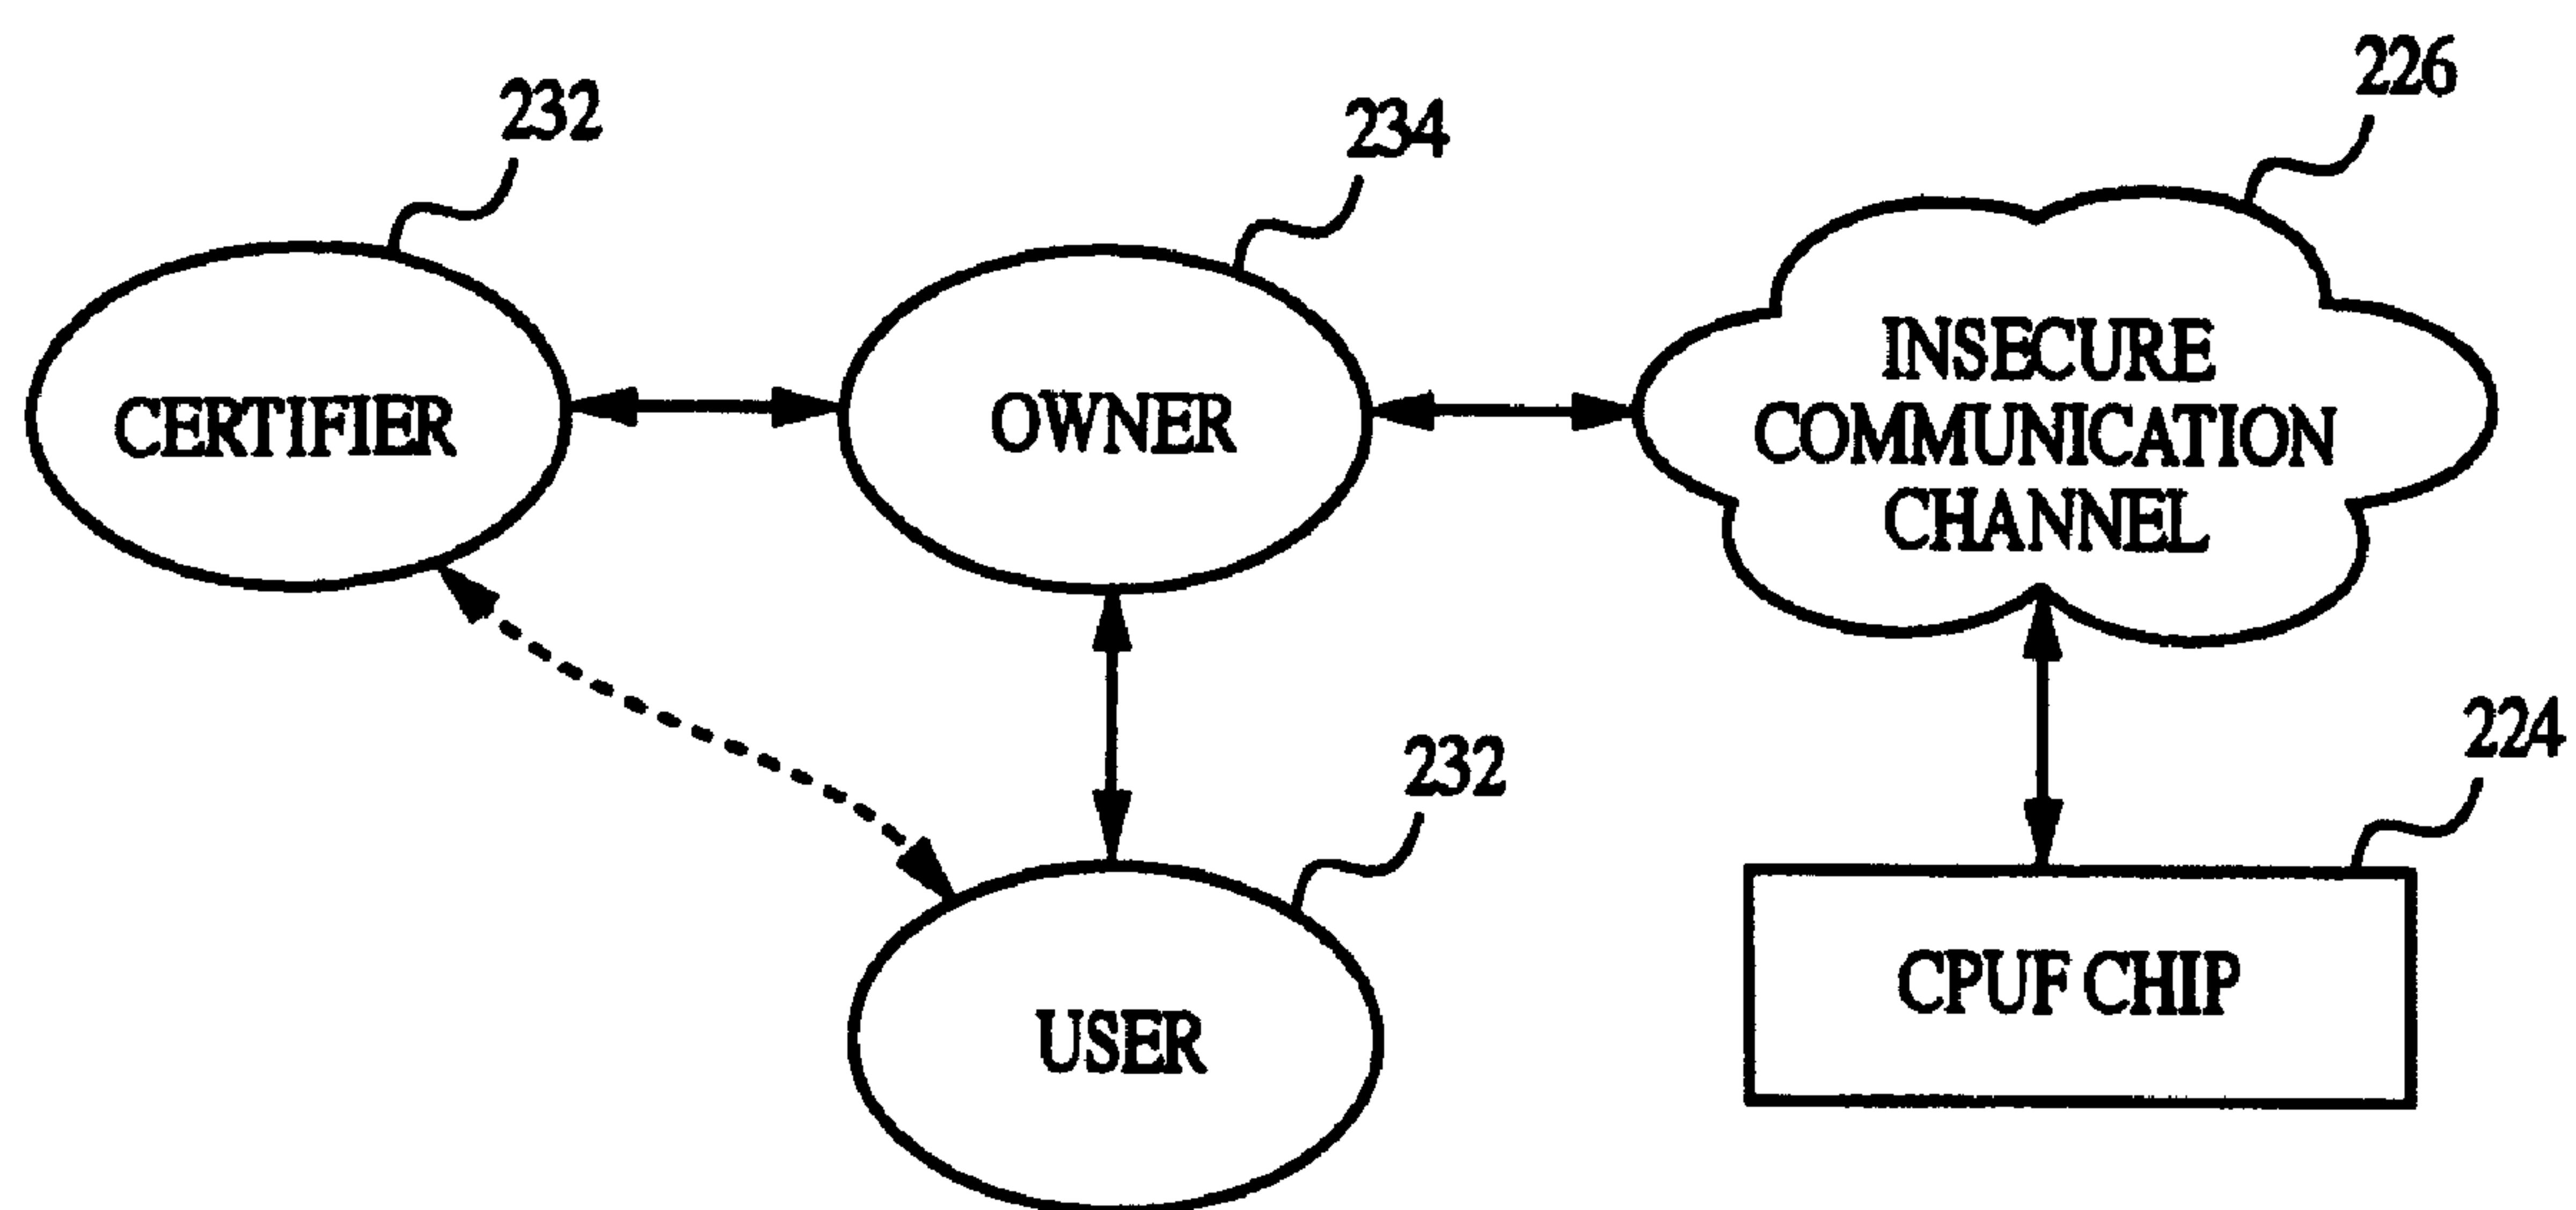 232
234
226
CERTIFIER
OWNER
INSECURE
COMMUNICATION
CHANNEL
232
224
USER
CPUF CHIP